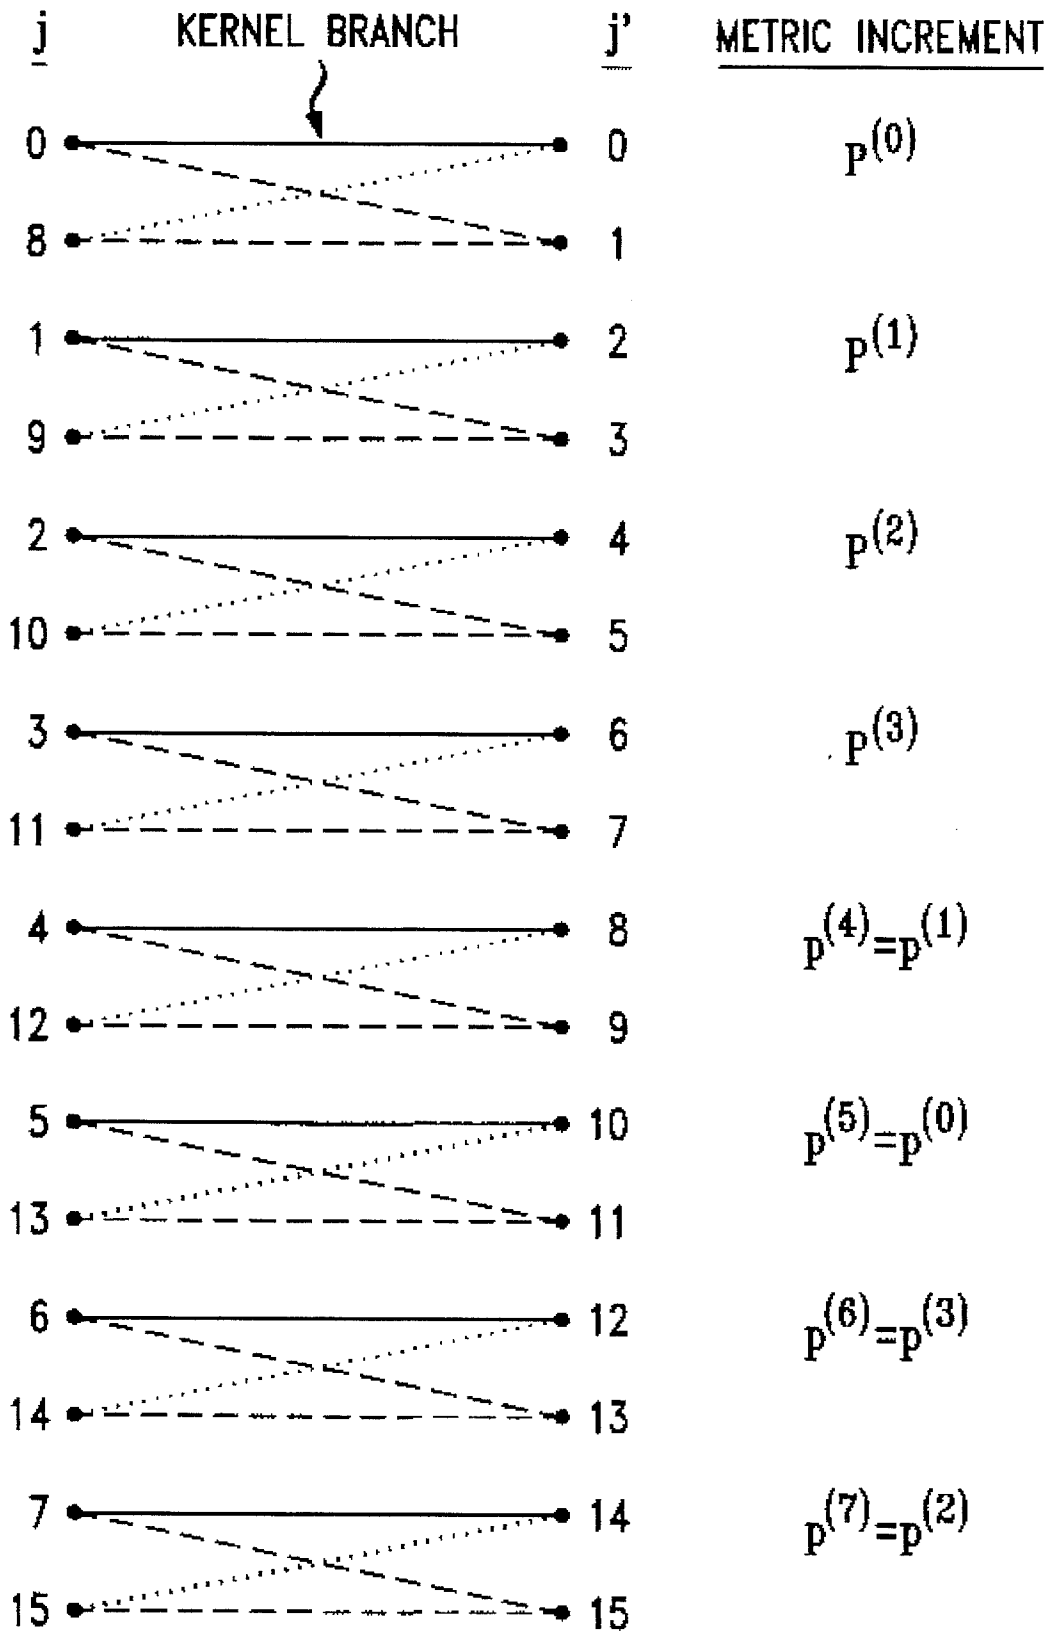 j KERNEL BRANCH j' METRIC INCREMENT
0 0 p(0)
8 1
1 2 p(1)
9 3
2 4 p(2)
10 5
3 6 p(3)
11 7
4 8 p(4)=p(1)
12 9
5 10 p(5)=p(0)
13 11
6 12 p(6)=p(3)
14 13
7 14 p(7)=p(2)
15 15